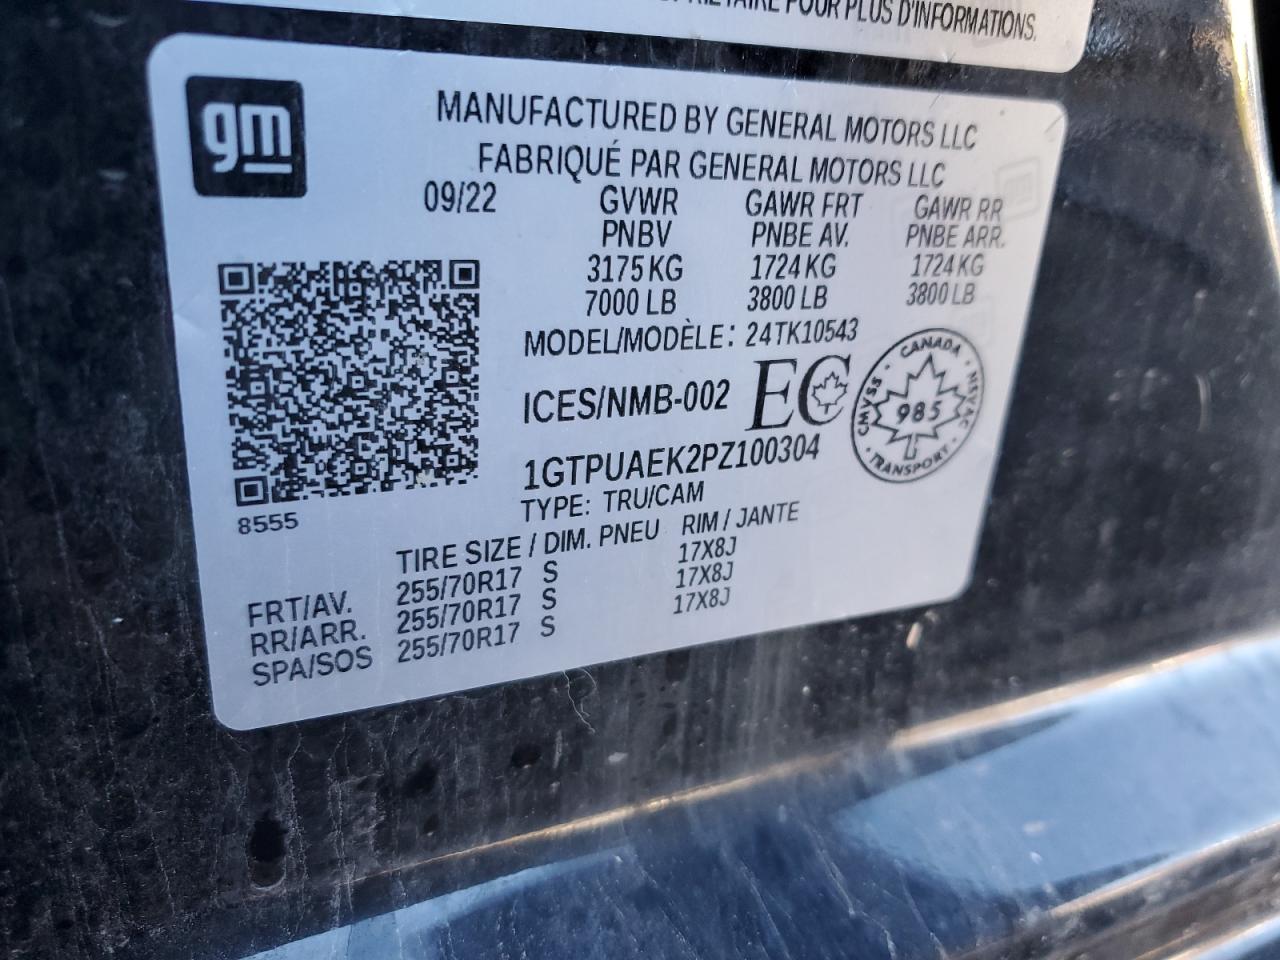 PRIÉTAIRE POUR PLUS D'INFORMATIONS.
gm
MANUFACTURED BY GENERAL MOTORS LLC
FABRIQUÉ PAR GENERAL MOTORS LLC
09/22 GVWR GAWR FRT GAWR RR
PNBV PNBE AV. PNBE ARR.
3175 KG 1724 KG 1724 KG
7000 LB 3800 LB 3800 LB
MODEL/MODÈLE: 24TK10543
ICES/NMB-002 EC
CANADA
CMVSS 985 NSVAC
TRANSPORT
1GTPUAEK2PZ100304
TYPE: TRU/CAM
8555
TIRE SIZE / DIM. PNEU RIM / JANTE
FRT/AV. 255/70R17 S 17X8J
RR/ARR. 255/70R17 S 17X8J
SPA/SOS 255/70R17 S 17X8J